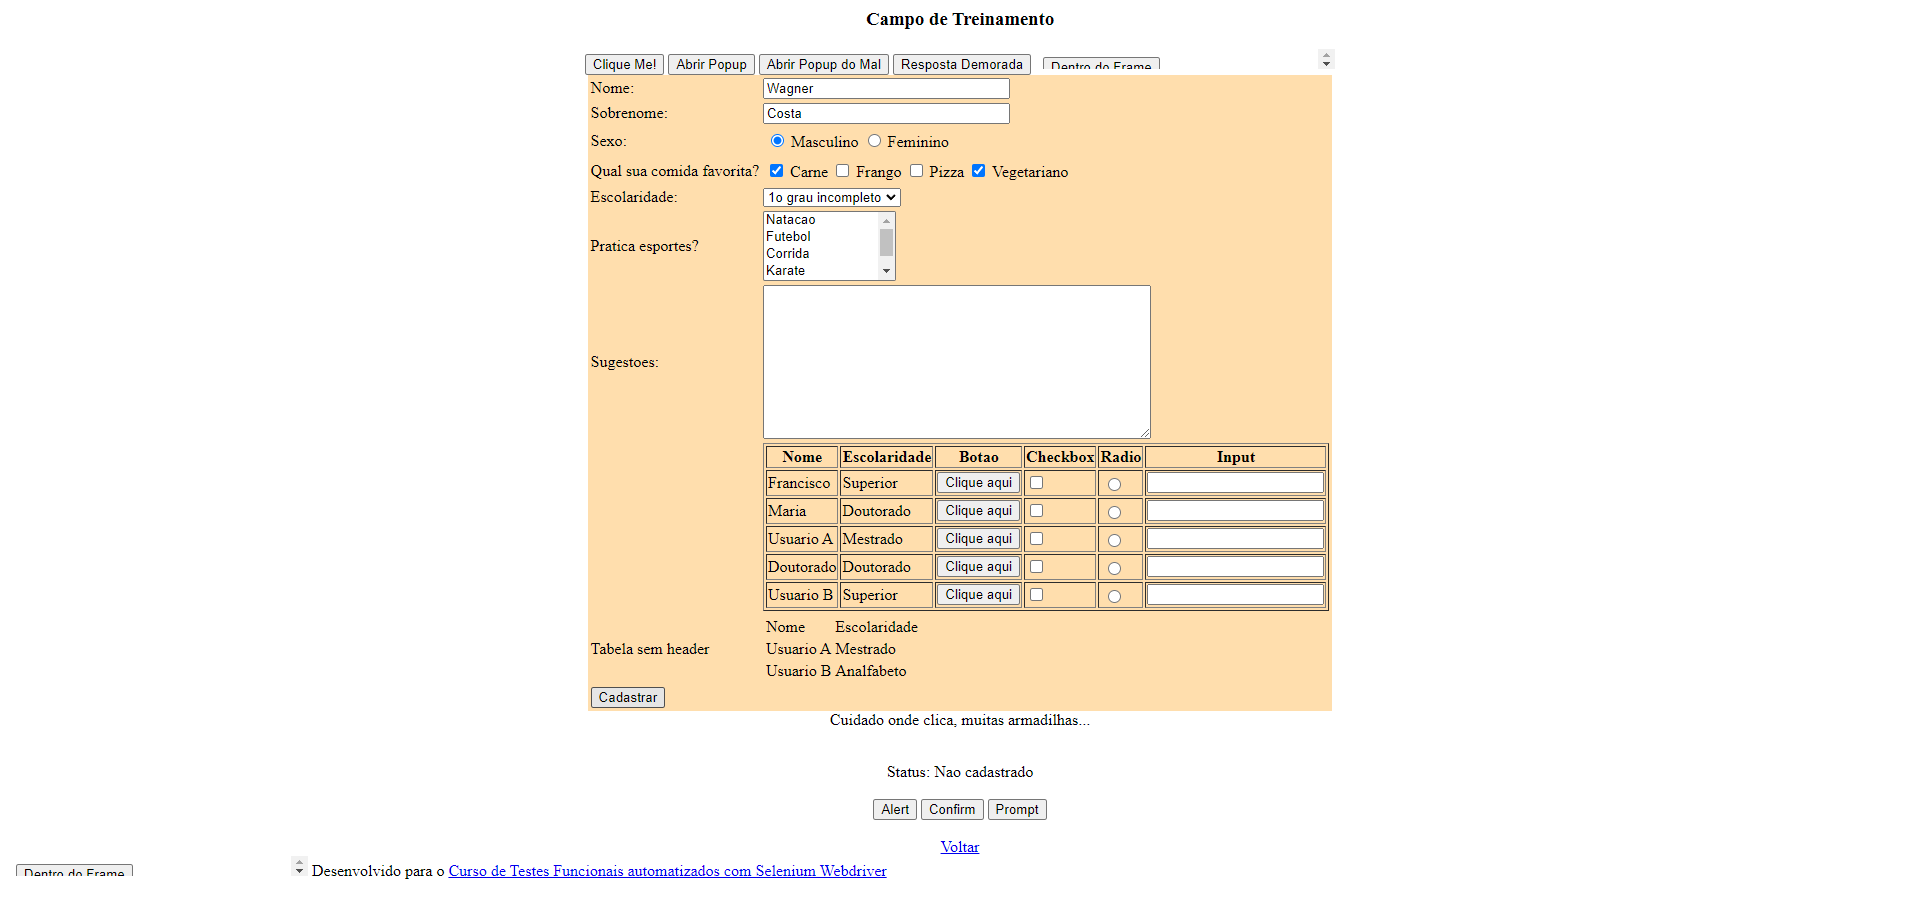 Campo de Treinamento
Clique Me! Abrir Popup Abrir Popup do Mal Resposta Demorada Dentro do Frame
Nome: Wagner
Sobrenome: Costa
Sexo: Masculino Feminino
Qual sua comida favorita? Carne Frango Pizza Vegetariano
Escolaridade: 1o grau incompleto
Pratica esportes? Natacao
Futebol
Corrida
Karate
Sugestoes:
Nome Escolaridade Botao Checkbox Radio Input
Francisco Superior Clique aqui
Maria Doutorado Clique aqui
Usuario A Mestrado Clique aqui
Doutorado Doutorado Clique aqui
Usuario B Superior Clique aqui
Tabela sem header
Nome Escolaridade
Usuario A Mestrado
Usuario B Analfabeto
Cadastrar
Cuidado onde clica, muitas armadilhas...
Status: Nao cadastrado
Alert Confirm Prompt
Voltar
Dentro do Frame Desenvolvido para o Curso de Testes Funcionais automatizados com Selenium Webdriver